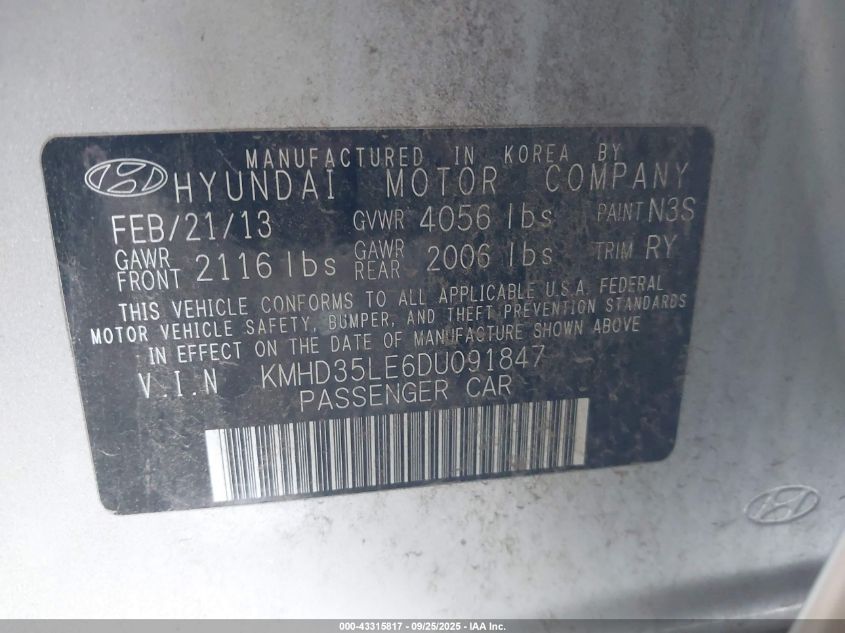 MANUFACTURED IN KOREA BY
HYUNDAI MOTOR COMPANY
FEB/21/13 GVWR 4056 lbs PAINT N3S
GAWR FRONT 2116 lbs GAWR REAR 2006 lbs TRIM RY
THIS VEHICLE CONFORMS TO ALL APPLICABLE U.S.A. FEDERAL
MOTOR VEHICLE SAFETY, BUMPER, AND THEFT PREVENTION STANDARDS
IN EFFECT ON THE DATE OF MANUFACTURE SHOWN ABOVE
V.I.N KMHD35LE6DU091847
PASSENGER CAR
000-43315817 - 09/25/2025 - IAA Inc.